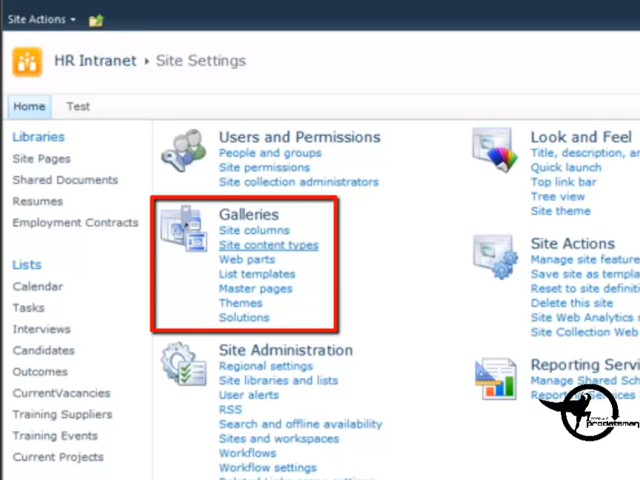 Site Actions
HR Intranet ▸ Site Settings
Home Test
Libraries
Site Pages
Shared Documents
Resumes
Employment Contracts
Lists
Calendar
Tasks
Interviews
Candidates
Outcomes
CurrentVacancies
Training Suppliers
Training Events
Current Projects
Users and Permissions
People and groups
Site permissions
Site collection administrators
Galleries
Site columns
Site content types
Web parts
List templates
Master pages
Themes
Solutions
Site Administration
Regional settings
Site libraries and lists
User alerts
RSS
Search and offline availability
Sites and workspaces
Workflows
Workflow settings
Look and Feel
Title, description, a
Quick launch
Top link bar
Tree view
Site theme
Site Actions
Manage site feature
Save site as templa
Reset to site definiti
Delete this site
Site Web Analytics
Site Collection Web
Reporting Servi
Manage Shared Sch
prodatsman